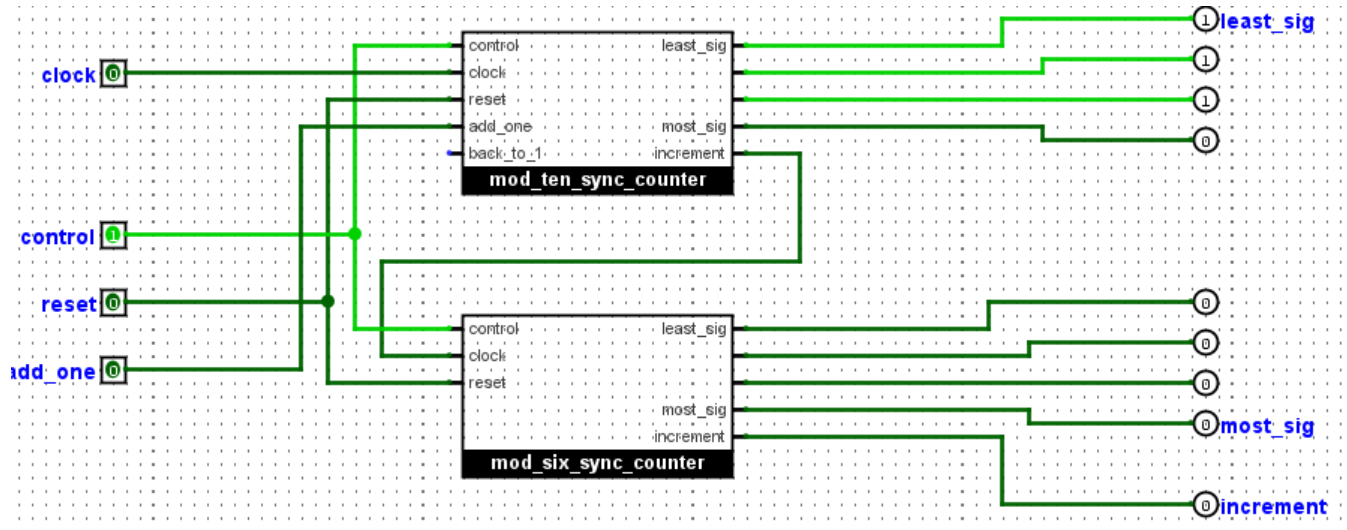 least_sig
1
control least_sig
clock 0
clock
1
reset
1
add_one most_sig
0
back_to_1 increment
mod_ten_sync_counter
control 1
reset 0
0
control least_sig
clock
0
add_one 0
reset
0
most_sig
0 most_sig
increment
mod_six_sync_counter
0 increment
1